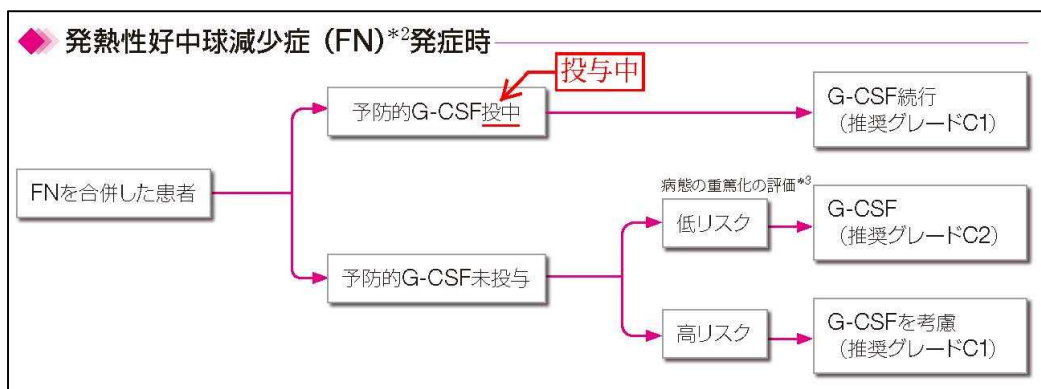 発熱性好中球減少症 (FN)*2発症時
投与中
予防的G-CSF投中
G-CSF続行
(推奨グレードC1)
FNを合併した患者
病態の重篤化の評価*3
低リスク
G-CSF
(推奨グレードC2)
予防的G-CSF未投与
高リスク
G-CSFを考慮
(推奨グレードC1)